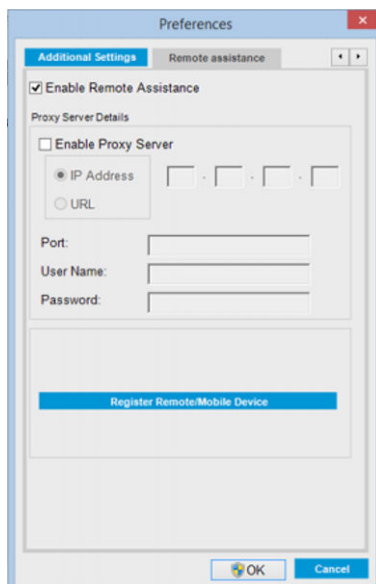 Preferences
Additional Settings Remote assistance
Enable Remote Assistance
Proxy Server Details
Enable Proxy Server
IP Address
URL
Port:
User Name:
Password:
Register Remote/Mobile Device
OK Cancel